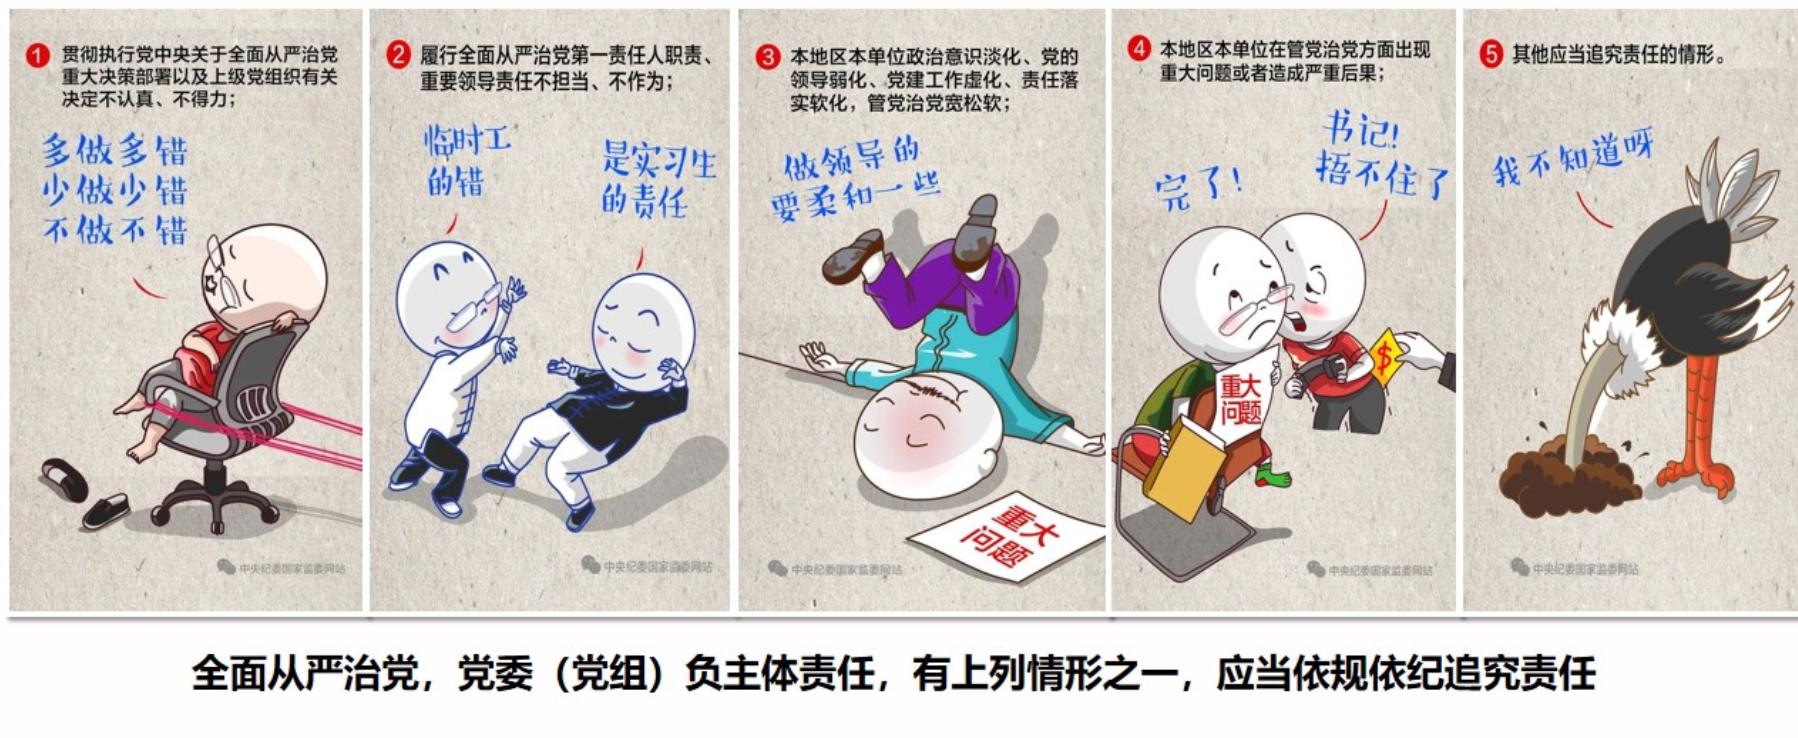 1 贯彻执行党中央关于全面从严治党
重大决策部署以及上级党组织有关
决定不认真、不得力；
多做多错
少做少错
不做不错
中央纪委国家监委网站
2 履行全面从严治党第一责任人职责、
重要领导责任不担当、不作为；
临时工
的错
是实习生
的责任
中央纪委国家监委网站
3 本地区本单位政治意识淡化、党的
领导弱化、党建工作虚化、责任落
实软化，管党治党宽松软；
做领导的
要柔和一些
重大
问题
中央纪委国家监委网站
4 本地区本单位在管党治党方面出现
重大问题或者造成严重后果；
完了！
书记！
捂不住了
重大
问题
$
中央纪委国家监委网站
5 其他应当追究责任的情形。
我不知道呀
中央纪委国家监委网站
全面从严治党，党委（党组）负主体责任，有上列情形之一，应当依规依纪追究责任